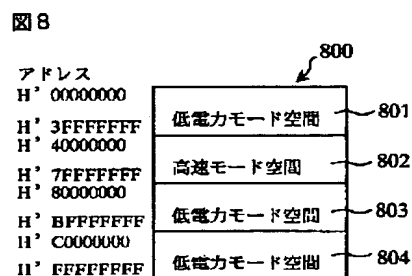 図8
800
アドレス
H' 00000000
低電力モード空間 801
H' 3FFFFFFF
H' 40000000
高速モード空間 802
H' 7FFFFFFF
H' 80000000
低電力モード空間 803
H' BFFFFFFF
H' C0000000
低電力モード空間 804
H' FFFFFFFF